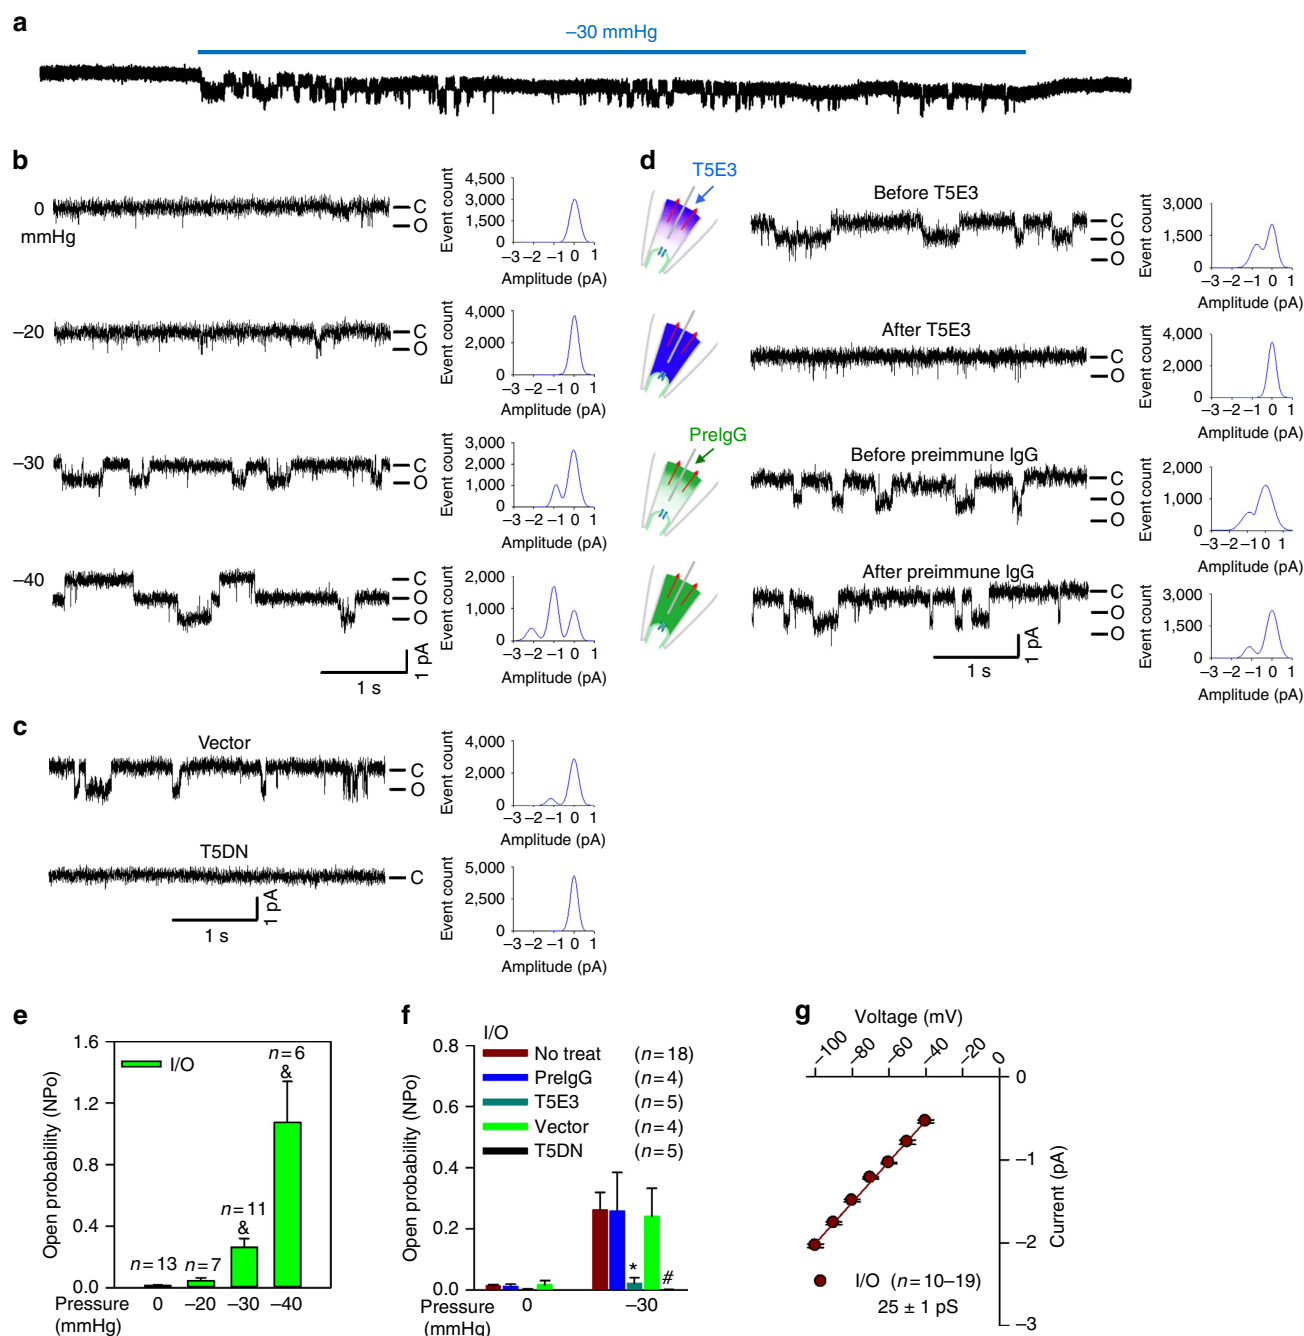 a
–30 mmHg
b
0
mmHg
C
O
Event count
4,500
3,000
1,500
0
–3 –2 –1 0 1
Amplitude (pA)
–20
C
O
Event count
4,000
2,000
0
–3 –2 –1 0 1
Amplitude (pA)
–30
C
O
Event count
3,000
2,000
1,000
0
–3 –2 –1 0 1
Amplitude (pA)
–40
C
O
O
1 pA
1 s
Event count
2,000
1,000
0
–3 –2 –1 0 1
Amplitude (pA)
c
Vector
C
O
Event count
4,000
2,000
0
–3 –2 –1 0 1
Amplitude (pA)
T5DN
C
1 pA
1 s
Event count
5,000
2,500
0
–3 –2 –1 0 1
Amplitude (pA)
d
T5E3
Before T5E3
C
O
O
Event count
3,000
1,500
0
–3 –2 –1 0 1
Amplitude (pA)
After T5E3
C
O
Event count
4,000
2,000
0
–3 –2 –1 0 1
Amplitude (pA)
PreIgG
Before preimmune IgG
C
O
O
Event count
2,000
1,000
0
–3 –2 –1 0 1
Amplitude (pA)
After preimmune IgG
C
O
O
1 pA
1 s
Event count
3,000
1,500
0
–3 –2 –1 0 1
Amplitude (pA)
e
Open probability (NPo)
1.6
1.2
0.8
0.4
0.0
I/O
n=13
n=7
n=11
&
n=6
&
Pressure
(mmHg)
0 –20 –30 –40
f
I/O
Open probability (NPo)
0.8
0.6
0.4
0.2
0.0
No treat (n=18)
PreIgG (n=4)
T5E3 (n=5)
Vector (n=4)
T5DN (n=5)
*
#
Pressure
(mmHg)
0 –30
g
Voltage (mV)
–100 –80 –60 –40 –20 0
0
–1
–2
–3
Current (pA)
I/O (n=10–19)
25 ± 1 pS